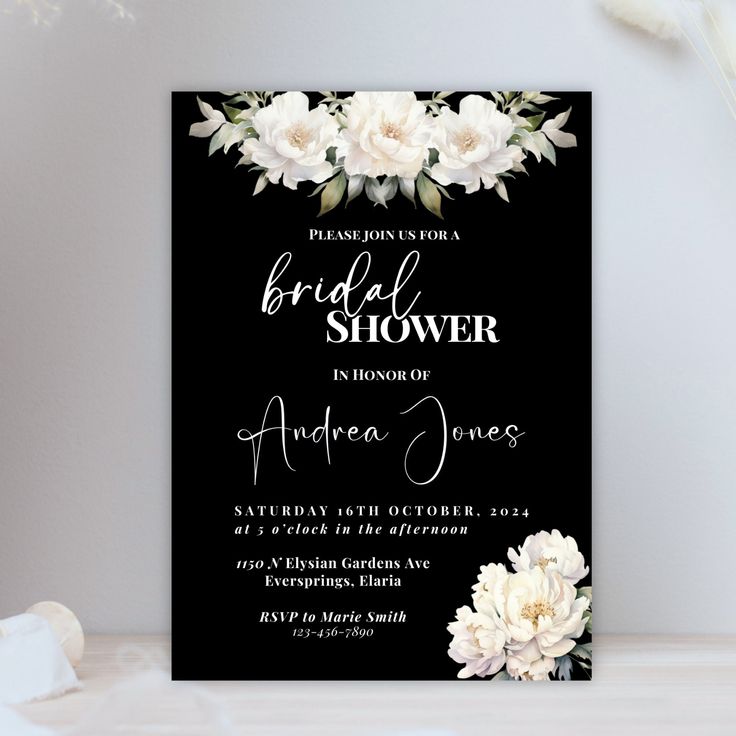 PLEASE JOIN US FOR A
bridal
SHOWER
IN HONOR OF
Andrea Jones
SATURDAY 16TH OCTOBER, 2024
at 5 o'clock in the afternoon
1150 N Elysian Gardens Ave
Eversprings, Elaria
RSVP to Marie Smith
123-456-7890